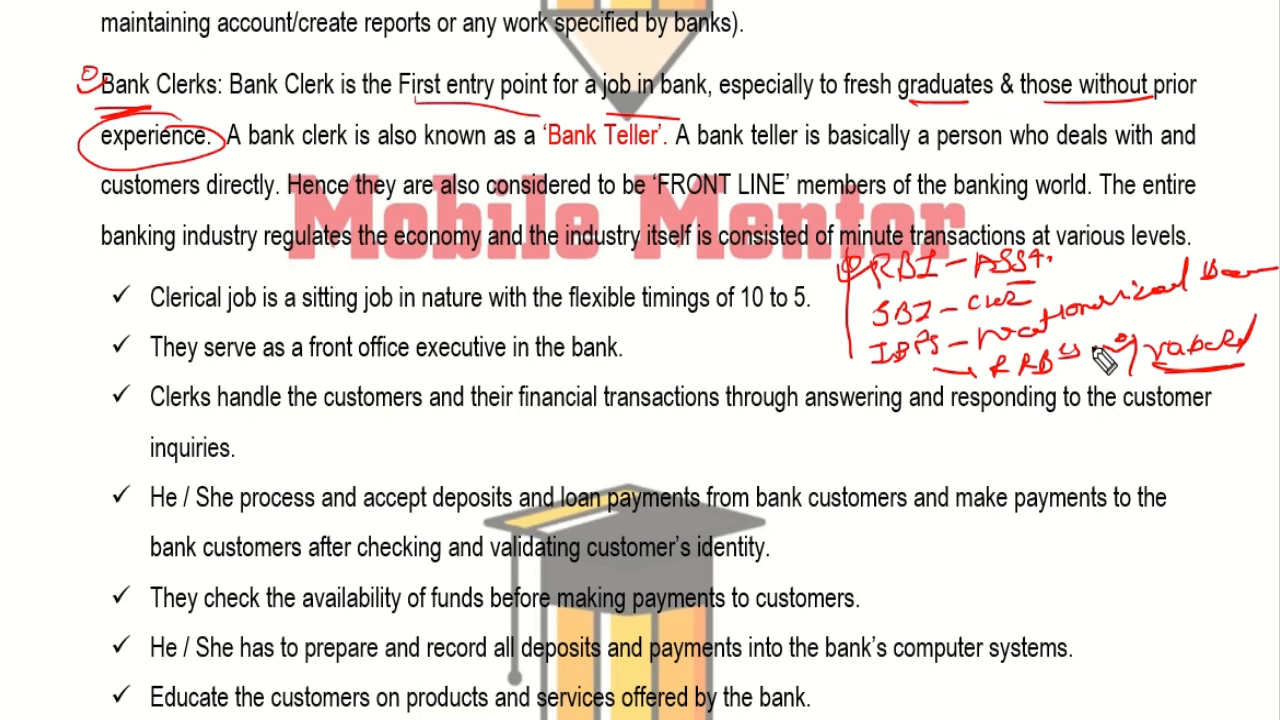 maintaining account/create reports or any work specified by banks).
Bank Clerks: Bank Clerk is the First entry point for a job in bank, especially to fresh graduates & those without prior
experience. A bank clerk is also known as a ‘Bank Teller’. A bank teller is basically a person who deals with and
customers directly. Hence they are also considered to be ‘FRONT LINE’ members of the banking world. The entire
Mobile Mentor
banking industry regulates the economy and the industry itself is consisted of minute transactions at various levels.
RBI - ASST.
✓ Clerical job is a sitting job in nature with the flexible timings of 10 to 5.
SBI -
IBPS -
✓ They serve as a front office executive in the bank.
→ RRBs
✓ Clerks handle the customers and their financial transactions through answering and responding to the customer
inquiries.
✓ He / She process and accept deposits and loan payments from bank customers and make payments to the
bank customers after checking and validating customer’s identity.
✓ They check the availability of funds before making payments to customers.
✓ He / She has to prepare and record all deposits and payments into the bank’s computer systems.
✓ Educate the customers on products and services offered by the bank.